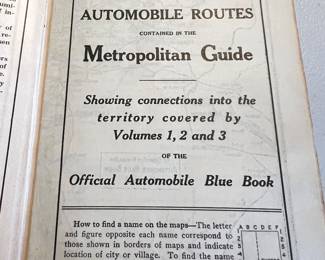 AUTOMOBILE ROUTES
CONTAINED IN THE
Metropolitan Guide
Showing connections into the
territory covered by
Volumes 1, 2 and 3
OF THE
Official Automobile Blue Book
How to find a name on the maps—The letter
and figure opposite each name correspond to
those shown in borders of maps and indicate
location of city or village. To find the name
A B C D E F